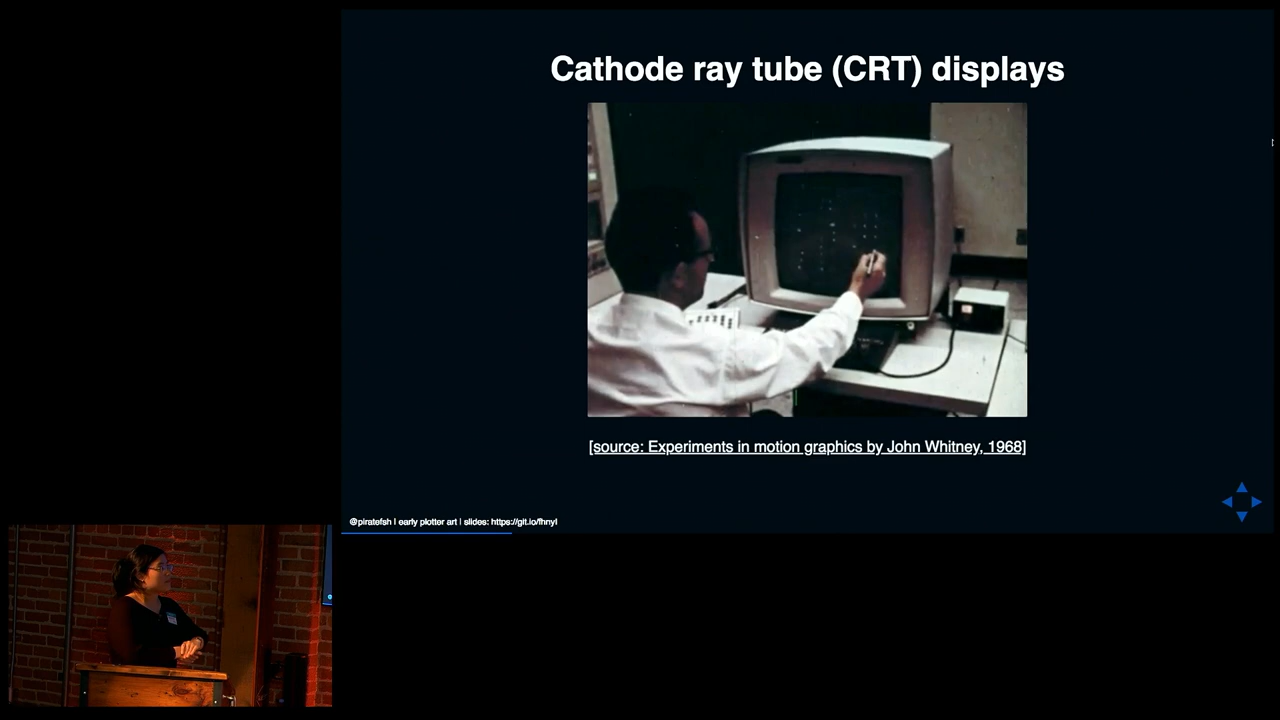 Cathode ray tube (CRT) displays
[source: Experiments in motion graphics by John Whitney, 1968]
@piratefsh | early plotter art | slides: https://git.io/fhnyl